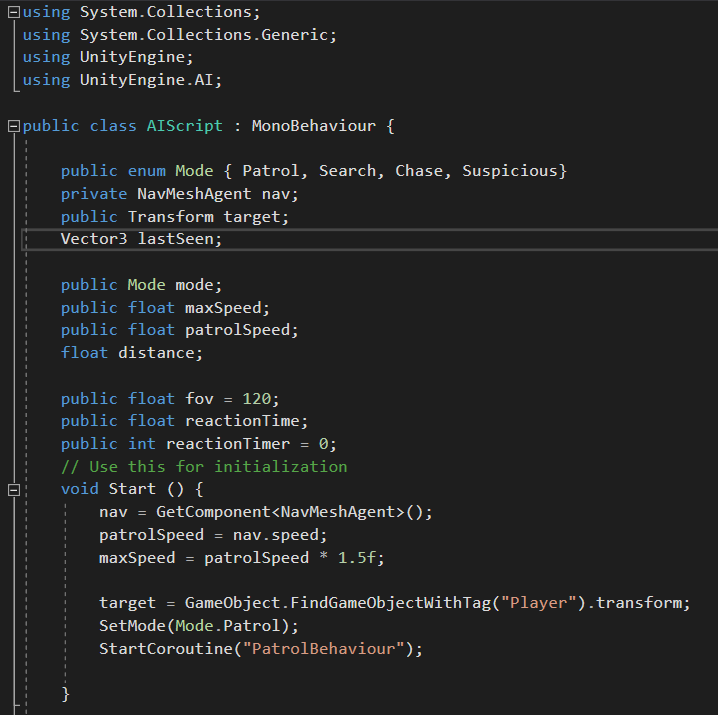 using System.Collections;
using System.Collections.Generic;
using UnityEngine;
using UnityEngine.AI;
public class AIScript : MonoBehaviour {
public enum Mode { Patrol, Search, Chase, Suspicious}
private NavMeshAgent nav;
public Transform target;
Vector3 lastSeen;
public Mode mode;
public float maxSpeed;
public float patrolSpeed;
float distance;
public float fov = 120;
public float reactionTime;
public int reactionTimer = 0;
// Use this for initialization
void Start () {
nav = GetComponent<NavMeshAgent>();
patrolSpeed = nav.speed;
maxSpeed = patrolSpeed * 1.5f;
target = GameObject.FindGameObjectWithTag("Player").transform;
SetMode(Mode.Patrol);
StartCoroutine("PatrolBehaviour");
}